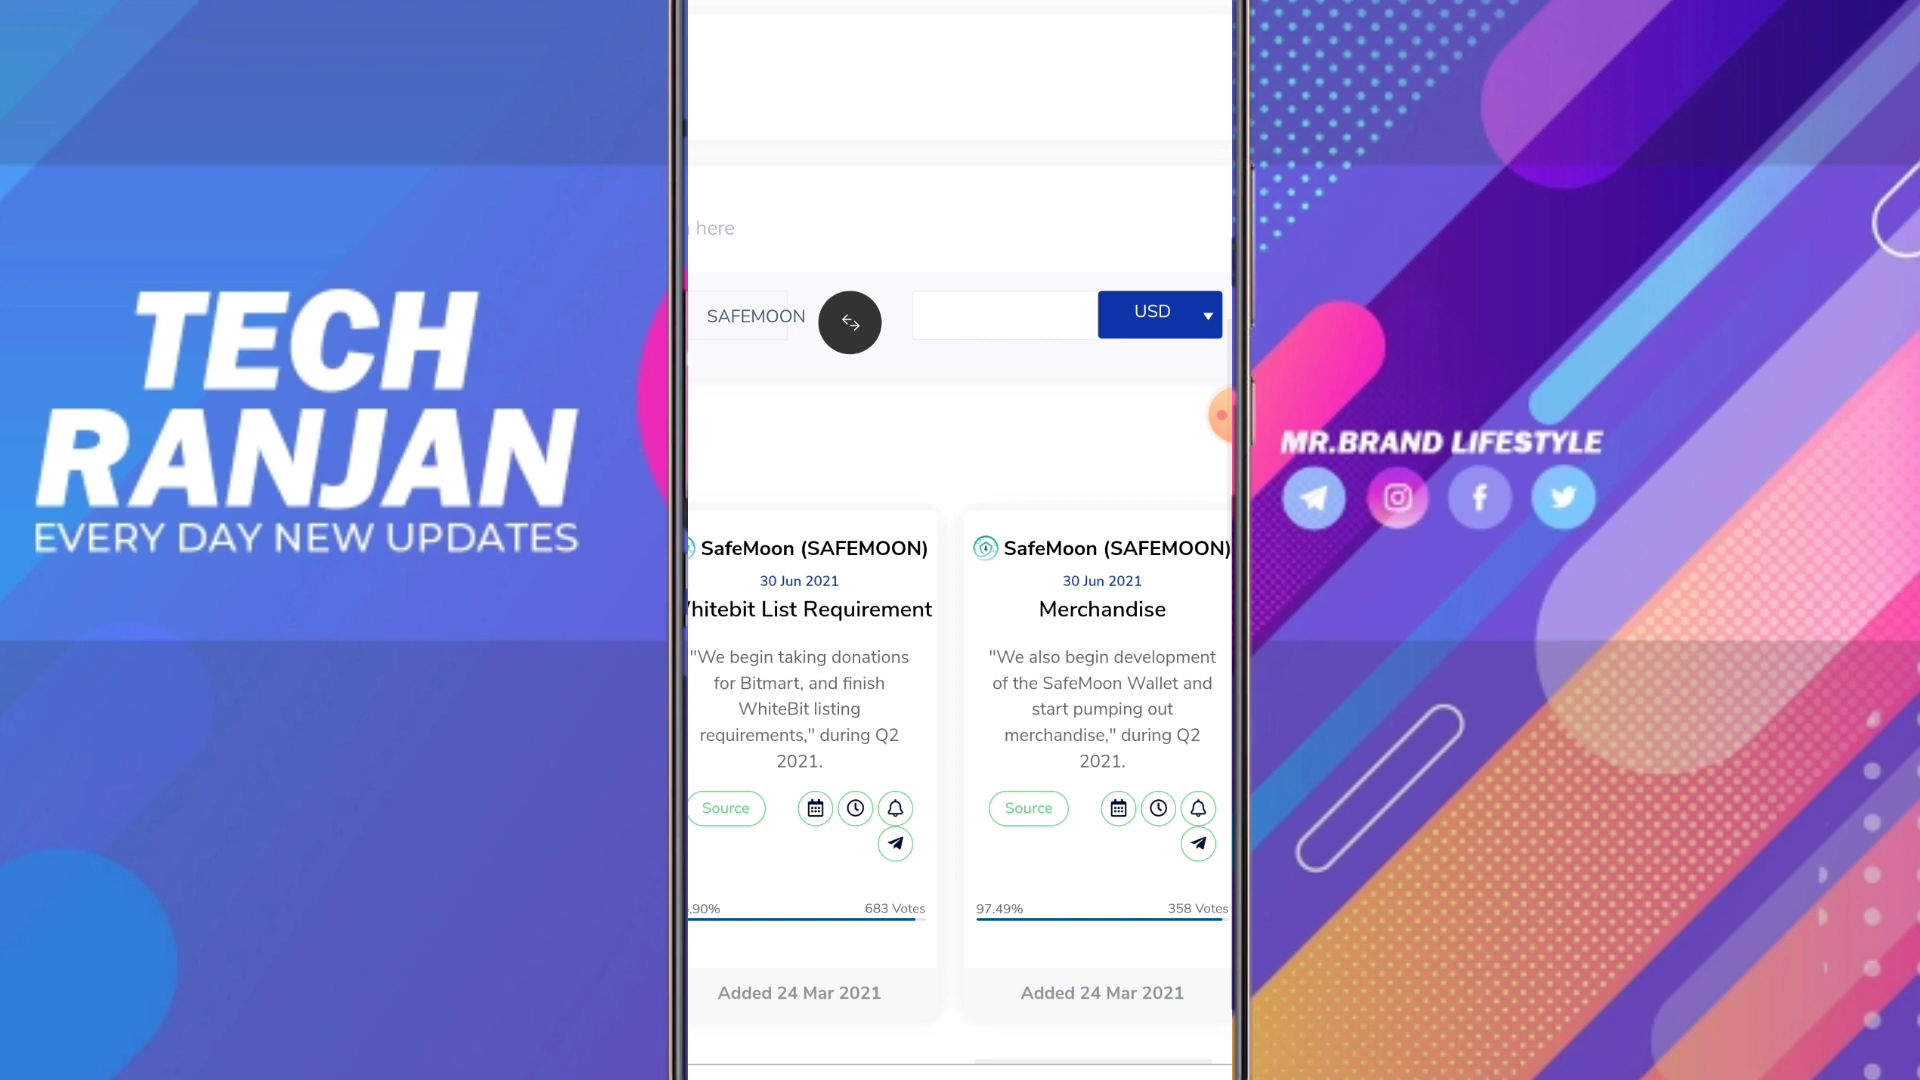 TECH
RANJAN
EVERY DAY NEW UPDATES
here
SAFEMOON
USD
MR.BRAND LIFESTYLE
SafeMoon (SAFEMOON)
30 Jun 2021
hitebit List Requirement
"We begin taking donations
for Bitmart, and finish
WhiteBit listing
requirements," during Q2
2021.
Source
.90%
683 Votes
Added 24 Mar 2021
SafeMoon (SAFEMOON)
30 Jun 2021
Merchandise
"We also begin development
of the SafeMoon Wallet and
start pumping out
merchandise," during Q2
2021.
Source
97.49%
358 Votes
Added 24 Mar 2021